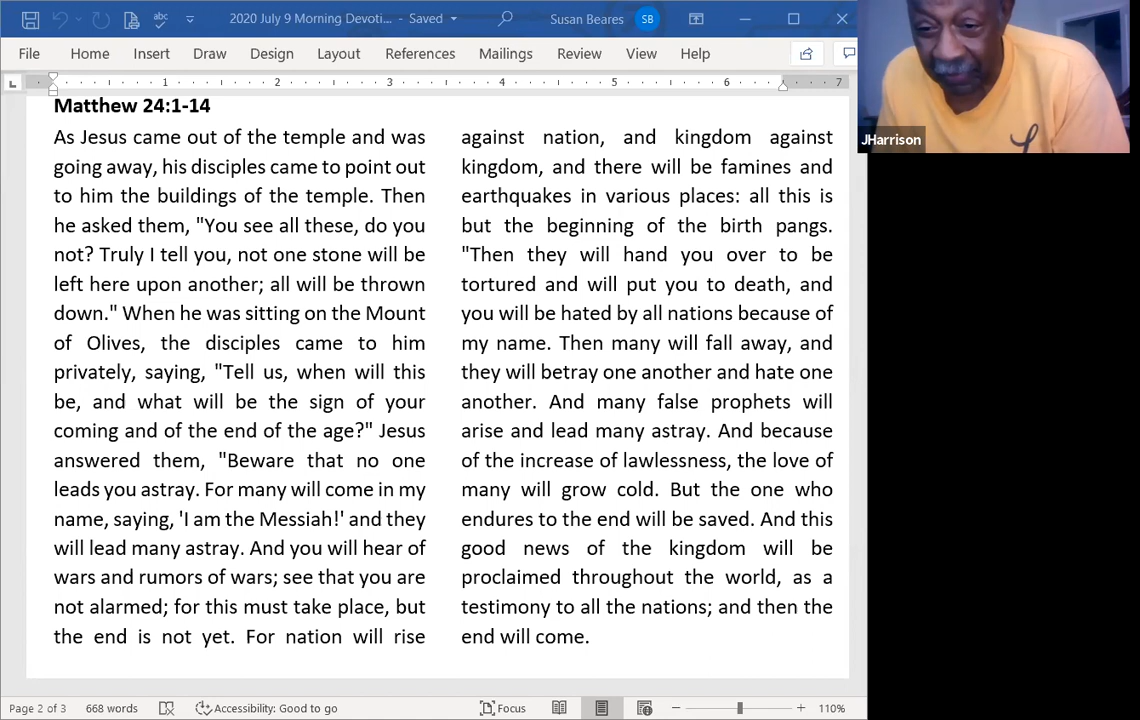 2020 July 9 Morning Devoti... - Saved
Susan Beares
SB
File Home Insert Draw Design Layout References Mailings Review View Help
1 2 3 4 5 6 7
JHarrison
Matthew 24:1-14
As Jesus came out of the temple and was
going away, his disciples came to point out
to him the buildings of the temple. Then
he asked them, "You see all these, do you
not? Truly I tell you, not one stone will be
left here upon another; all will be thrown
down." When he was sitting on the Mount
of Olives, the disciples came to him
privately, saying, "Tell us, when will this
be, and what will be the sign of your
coming and of the end of the age?" Jesus
answered them, "Beware that no one
leads you astray. For many will come in my
name, saying, 'I am the Messiah!' and they
will lead many astray. And you will hear of
wars and rumors of wars; see that you are
not alarmed; for this must take place, but
the end is not yet. For nation will rise
against nation, and kingdom against
kingdom, and there will be famines and
earthquakes in various places: all this is
but the beginning of the birth pangs.
"Then they will hand you over to be
tortured and will put you to death, and
you will be hated by all nations because of
my name. Then many will fall away, and
they will betray one another and hate one
another. And many false prophets will
arise and lead many astray. And because
of the increase of lawlessness, the love of
many will grow cold. But the one who
endures to the end will be saved. And this
good news of the kingdom will be
proclaimed throughout the world, as a
testimony to all the nations; and then the
end will come.
Page 2 of 3 668 words Accessibility: Good to go Focus 110%